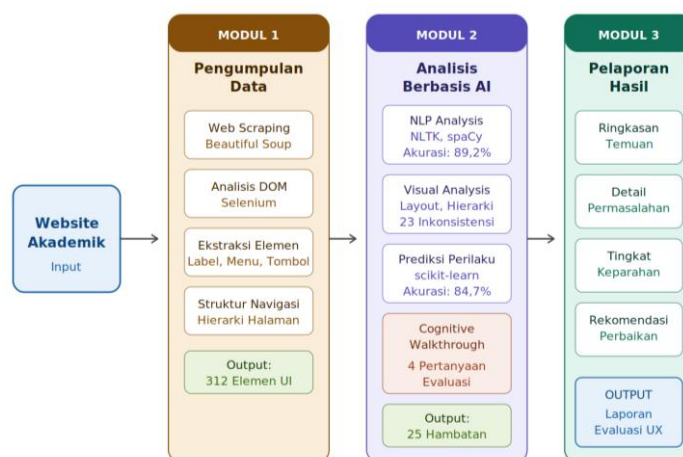 Website
Akademik
Input
MODUL 1
Pengumpulan
Data
Web Scraping
Beautiful Soup
Analisis DOM
Selenium
Ekstraksi Elemen
Label, Menu, Tombol
Struktur Navigasi
Hierarki Halaman
Output:
312 Elemen UI
MODUL 2
Analisis
Berbasis AI
NLP Analysis
NLTK, spaCy
Akurasi: 89,2%
Visual Analysis
Layout, Hierarki
23 Inkonsistensi
Prediksi Perilaku
scikit-learn
Akurasi: 84,7%
Cognitive
Walkthrough
4 Pertanyaan
Evaluasi
Output:
25 Hambatan
MODUL 3
Pelaporan
Hasil
Ringkasan
Temuan
Detail
Permasalahan
Tingkat
Keparahan
Rekomendasi
Perbaikan
OUTPUT
Laporan
Evaluasi UX